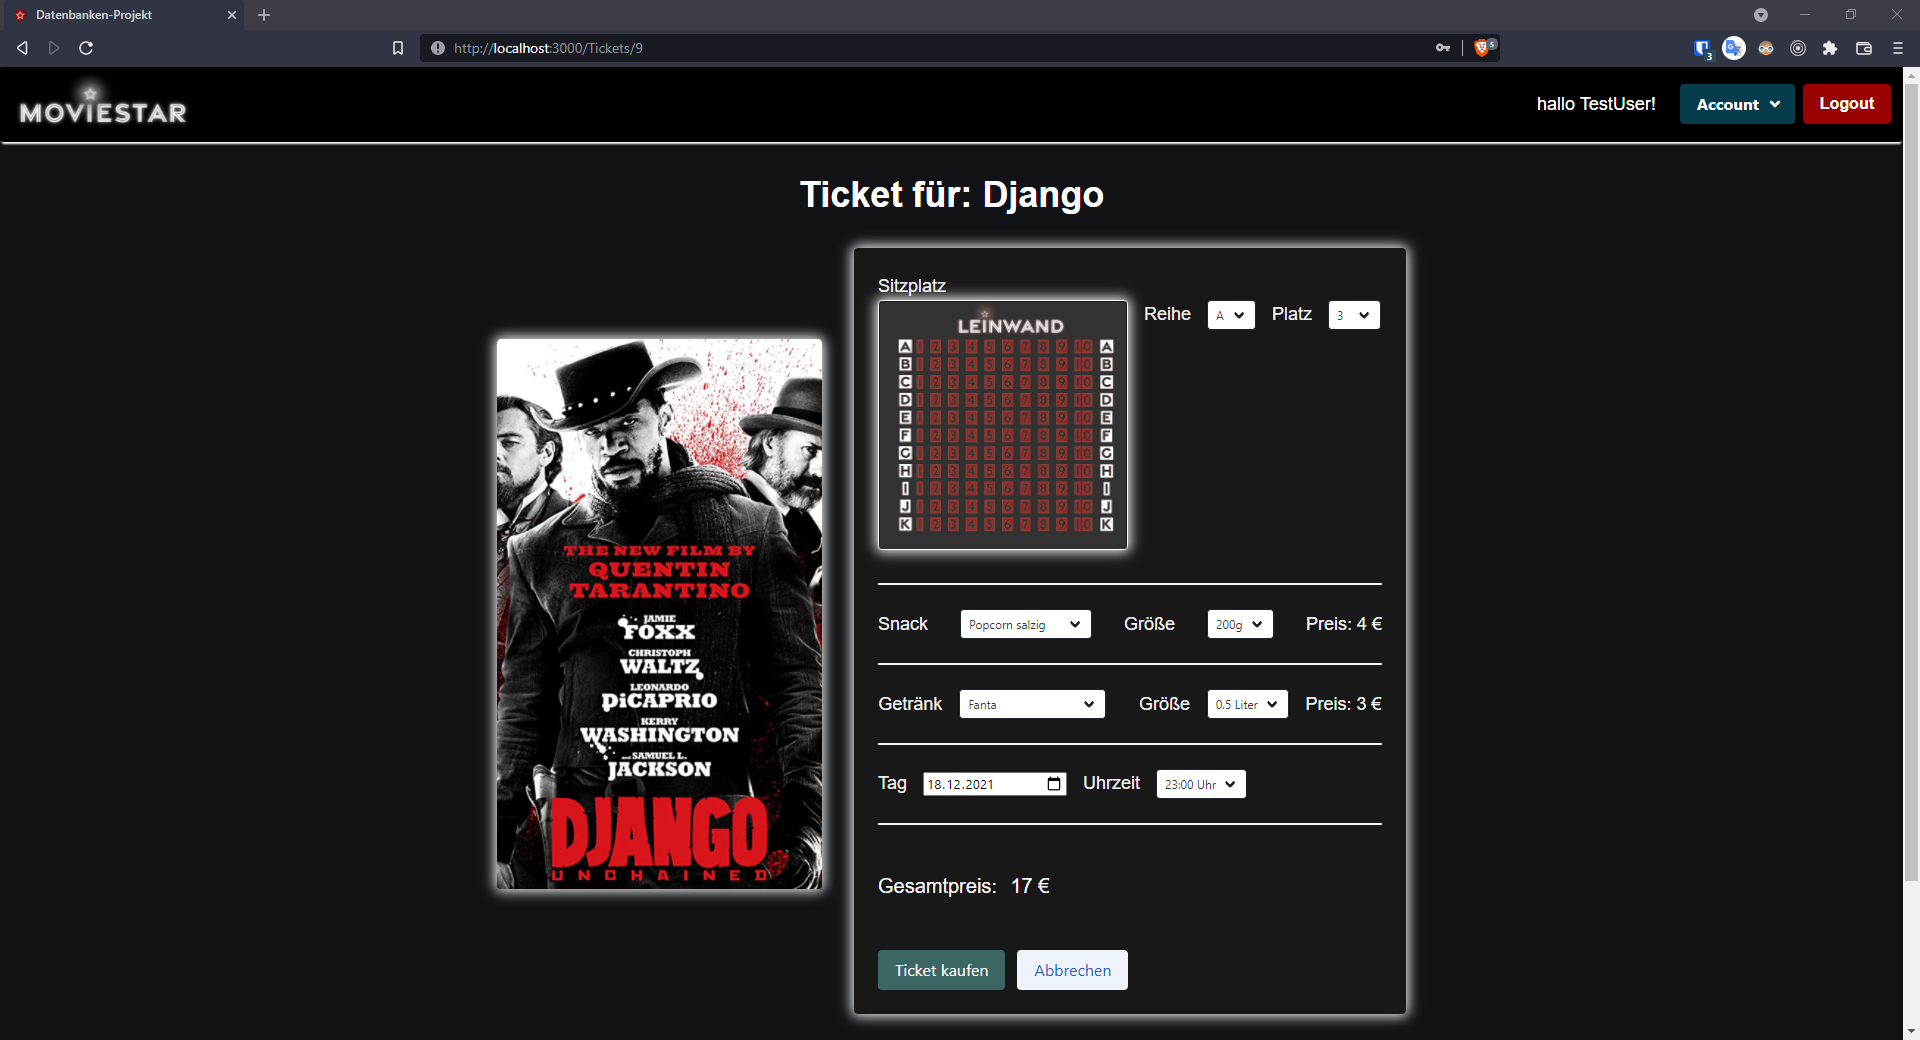 Datenbanken-Projekt
http://localhost:3000/Tickets/9
5
3
MOVIESTAR
hallo TestUser!
Account
Logout
Ticket für: Django
THE NEW FILM BY
QUENTIN
TARANTINO
JAMIE
FOXX
CHRISTOPH
WALTZ
LEONARDO
DiCAPRIO
KERRY
WASHINGTON
AND SAMUEL L.
JACKSON
DJANGO
UNCHAINED
Sitzplatz
LEINWAND
A 1 2 3 4 5 6 7 8 9 10 A
B 1 2 3 4 5 6 7 8 9 10 B
C 1 2 3 4 5 6 7 8 9 10 C
D 1 2 3 4 5 6 7 8 9 10 D
E 1 2 3 4 5 6 7 8 9 10 E
F 1 2 3 4 5 6 7 8 9 10 F
G 1 2 3 4 5 6 7 8 9 10 G
H 1 2 3 4 5 6 7 8 9 10 H
I 1 2 3 4 5 6 7 8 9 10 I
J 1 2 3 4 5 6 7 8 9 10 J
K 1 2 3 4 5 6 7 8 9 10 K
Reihe A Platz 3
Snack Popcorn salzig Größe 200g Preis: 4 €
Getränk Fanta Größe 0.5 Liter Preis: 3 €
Tag 18.12.2021 Uhrzeit 23:00 Uhr
Gesamtpreis: 17 €
Ticket kaufen
Abbrechen